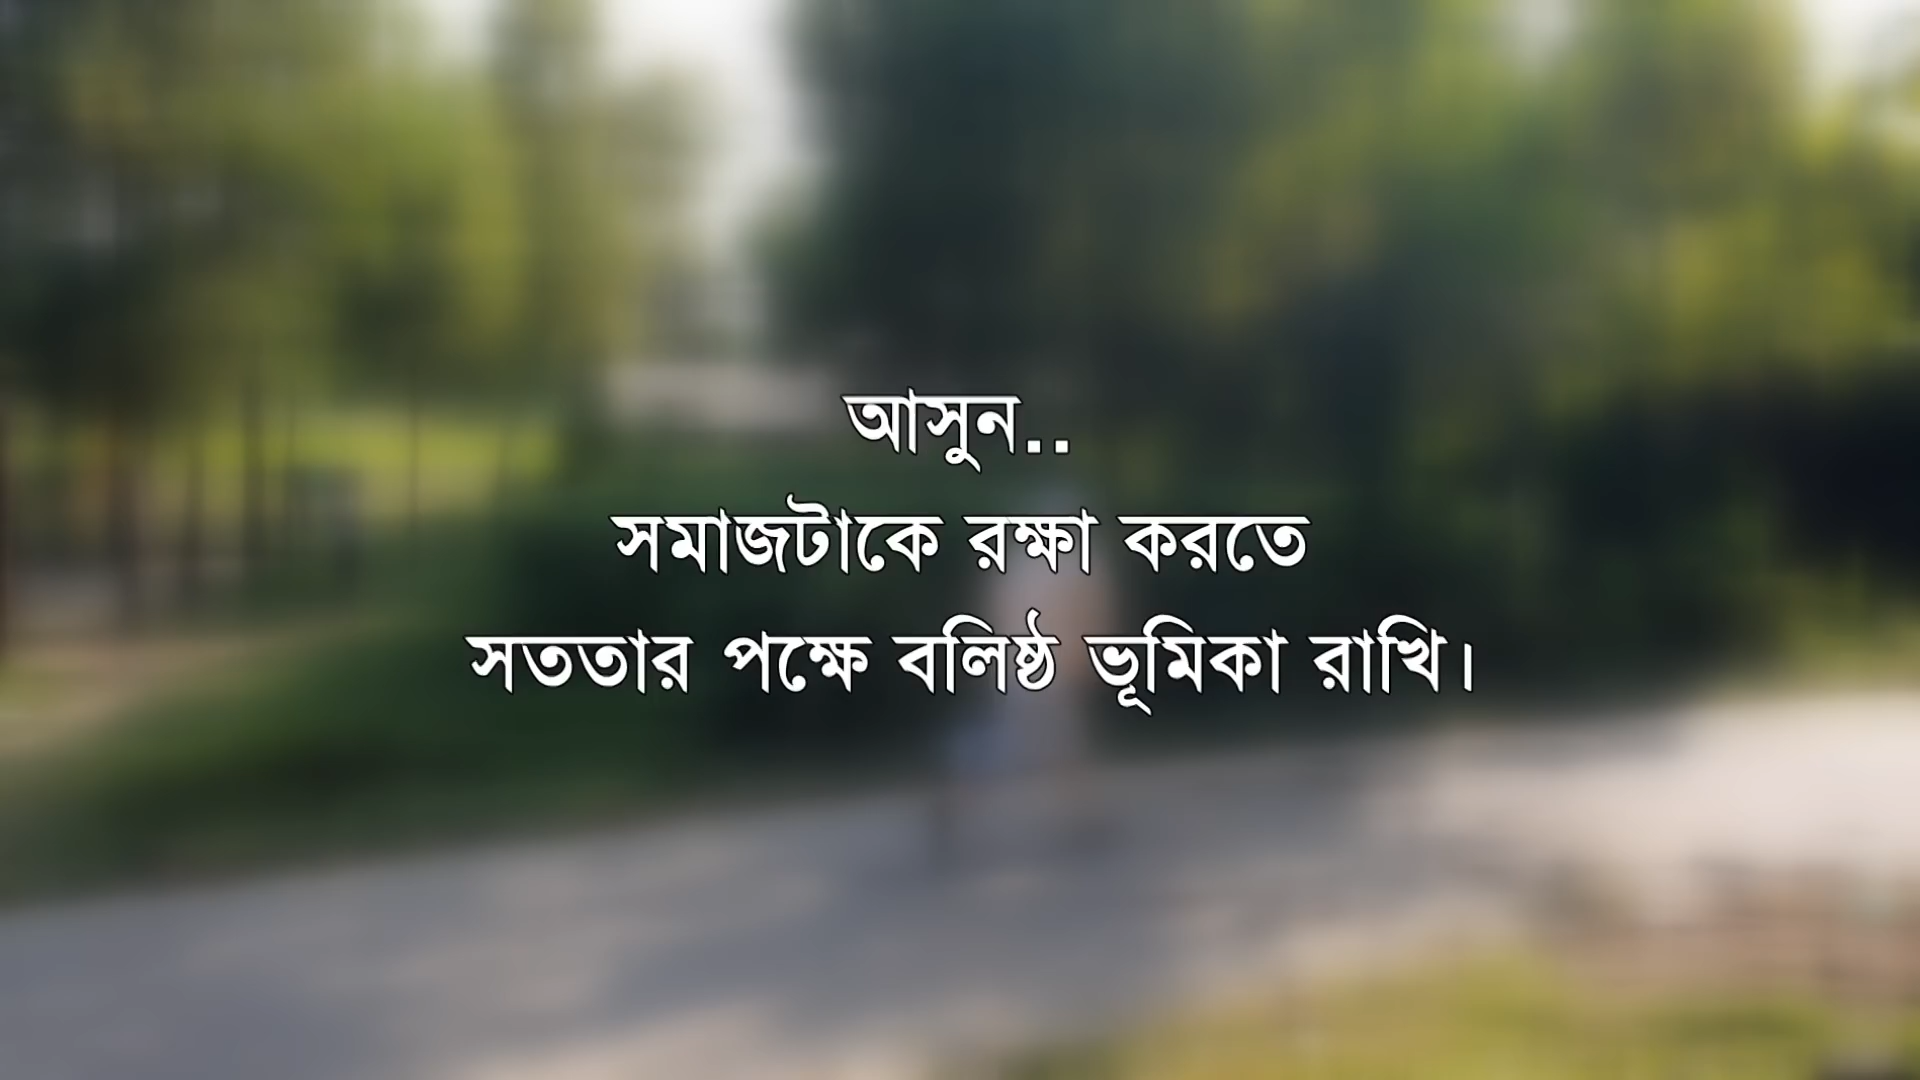 আসুন..
সমাজটাকে রক্ষা করতে
সততার পক্ষে বলিষ্ঠ ভূমিকা রাখি।